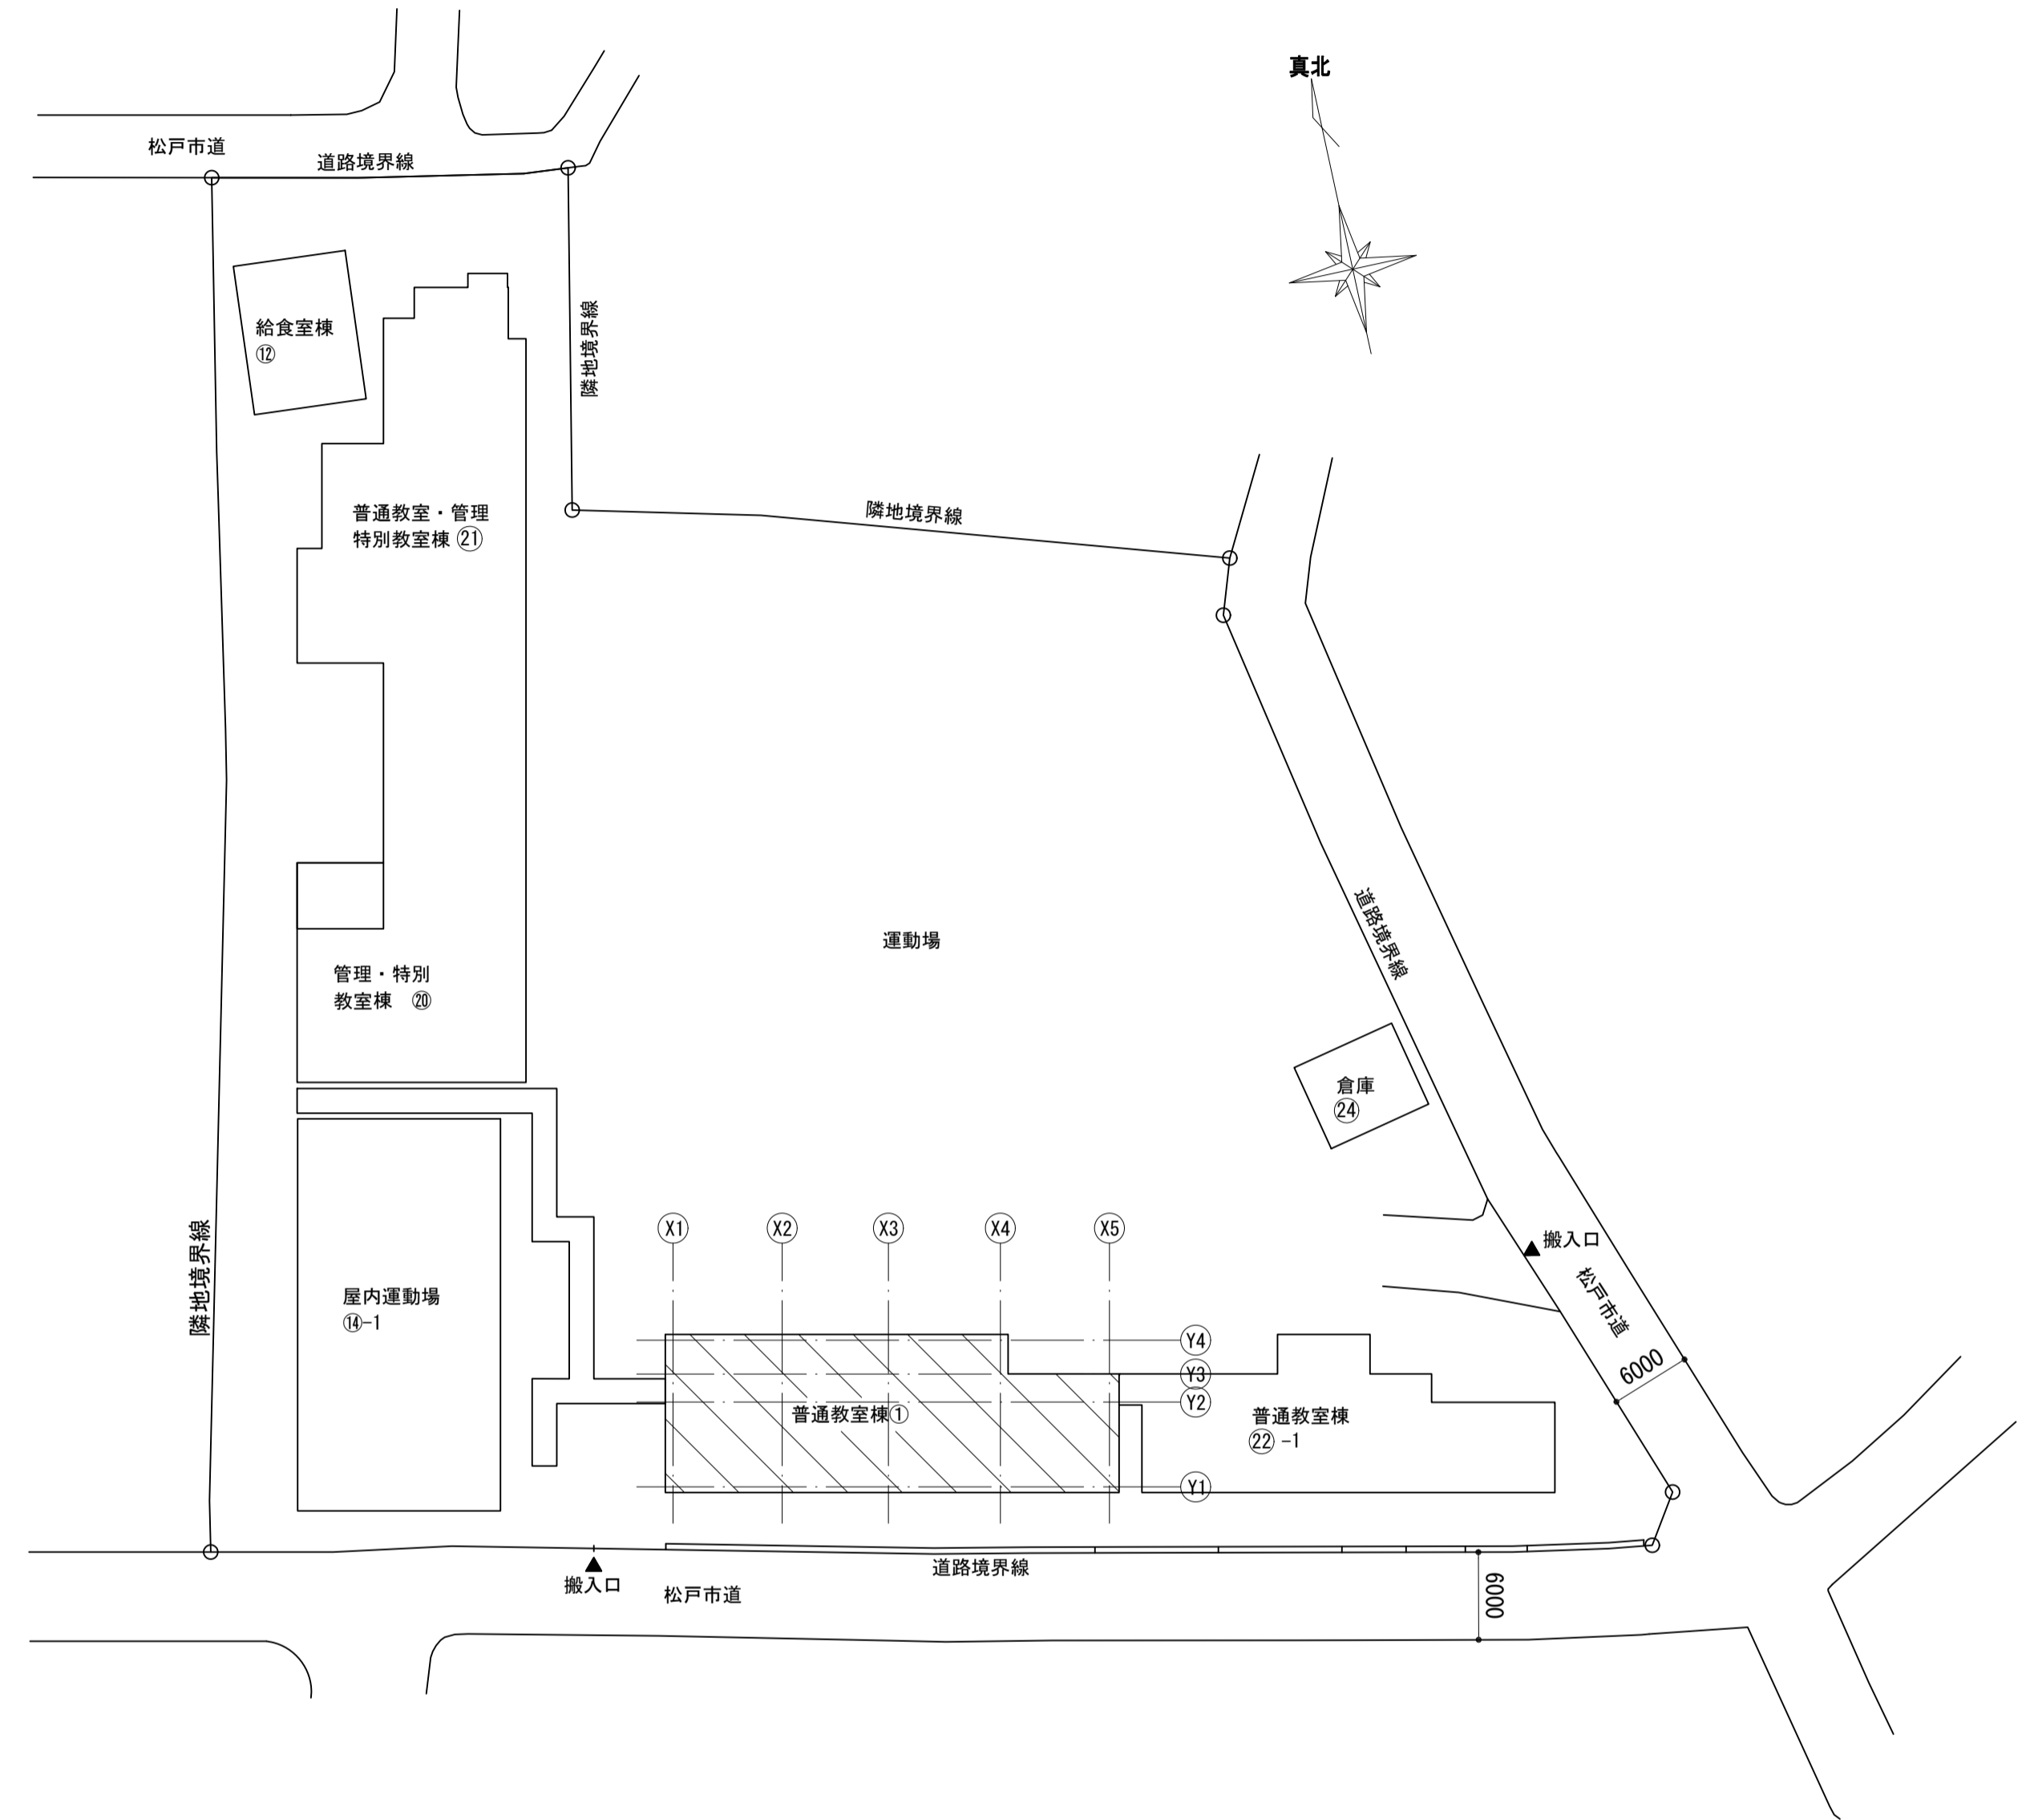 真北
松戸市道
道路境界線
給食室棟
⑫
隣地境界線
普通教室・管理
特別教室棟 ㉑
隣地境界線
運動場
道路境界線
管理・特別
教室棟 ⑳
倉庫
㉔
隣地境界線
X1
X2
X3
X4
X5
搬入口
松戸市道
屋内運動場
⑭-1
Y4
Y3
Y2
Y1
6000
普通教室棟①
普通教室棟
㉒ -1
道路境界線
搬入口
松戸市道
6000